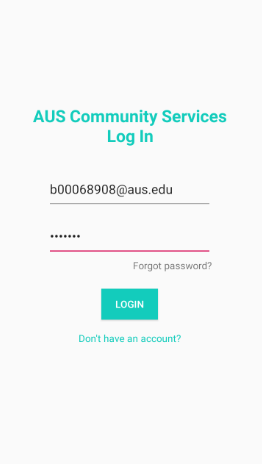 AUS Community Services
Log In
b00068908@aus.edu
•••••••
Forgot password?
LOGIN
Don't have an account?